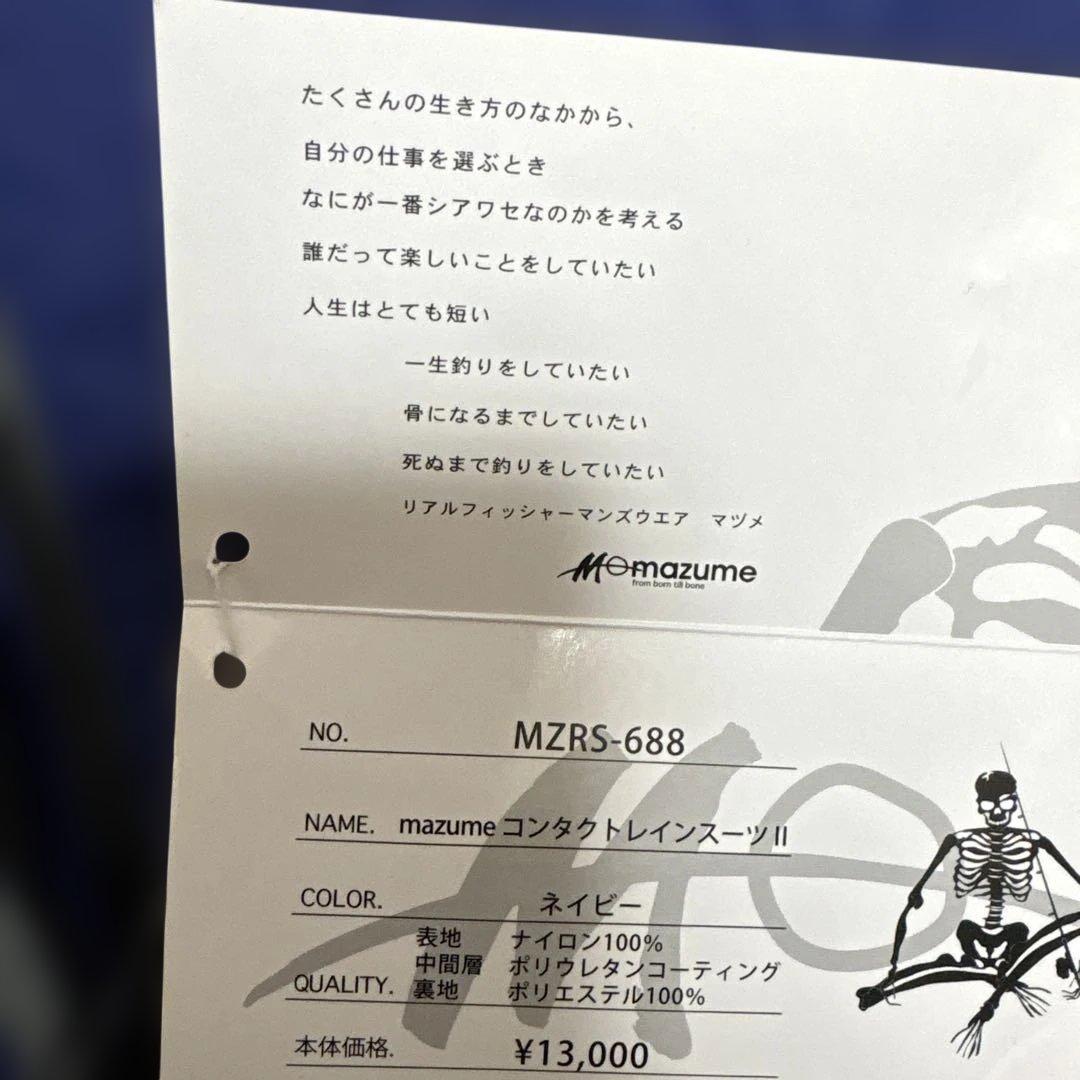 たくさんの生き方のなかから、
自分の仕事を選ぶとき
なにが一番シアワセなのかを考える
誰だって楽しいことをしていたい
人生はとても短い
一生釣りをしていたい
骨になるまでしていたい
死ぬまで釣りをしていたい
リアルフィッシャーマンズウエア マヅメ
mazume
from born till bone
NO. MZRS-688
NAME. mazume コンタクトレインスーツⅡ
COLOR. ネイビー
表地 ナイロン100%
中間層 ポリウレタンコーティング
QUALITY. 裏地 ポリエステル100%
本体価格. ¥13,000